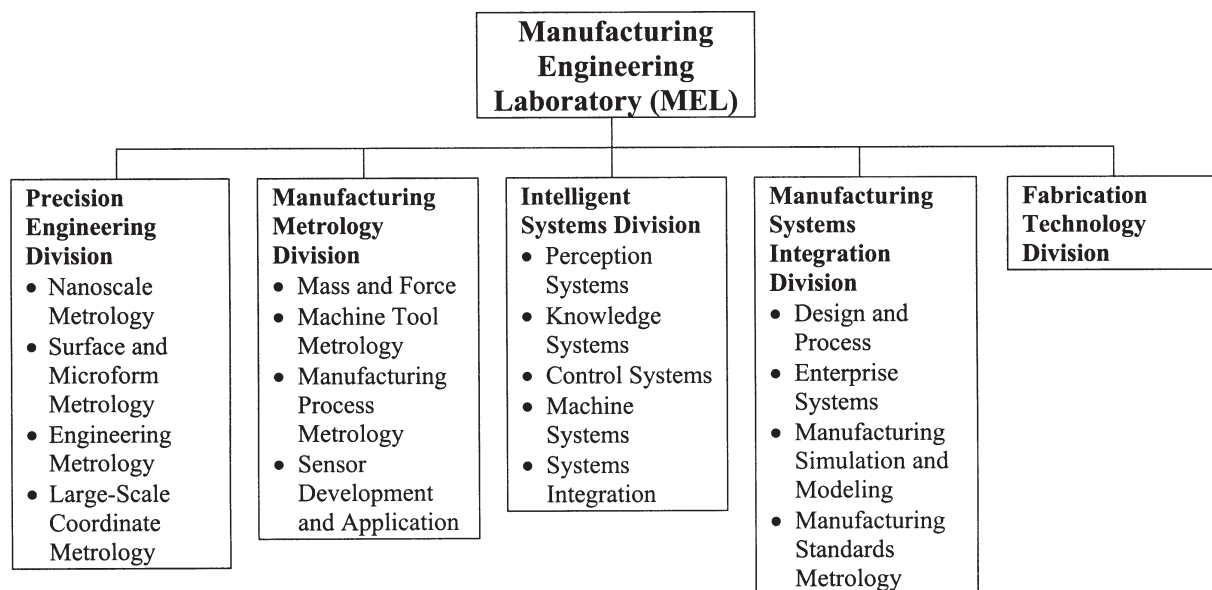 Manufacturing
Engineering
Laboratory (MEL)
Precision
Engineering
Division
• Nanoscale
Metrology
• Surface and
Microform
Metrology
• Engineering
Metrology
• Large-Scale
Coordinate
Metrology
Manufacturing
Metrology
Division
• Mass and Force
• Machine Tool
Metrology
• Manufacturing
Process
Metrology
• Sensor
Development
and Application
Intelligent
Systems Division
• Perception
Systems
• Knowledge
Systems
• Control Systems
• Machine
Systems
• Systems
Integration
Manufacturing
Systems
Integration
Division
• Design and
Process
• Enterprise
Systems
• Manufacturing
Simulation and
Modeling
• Manufacturing
Standards
Metrology
Fabrication
Technology
Division